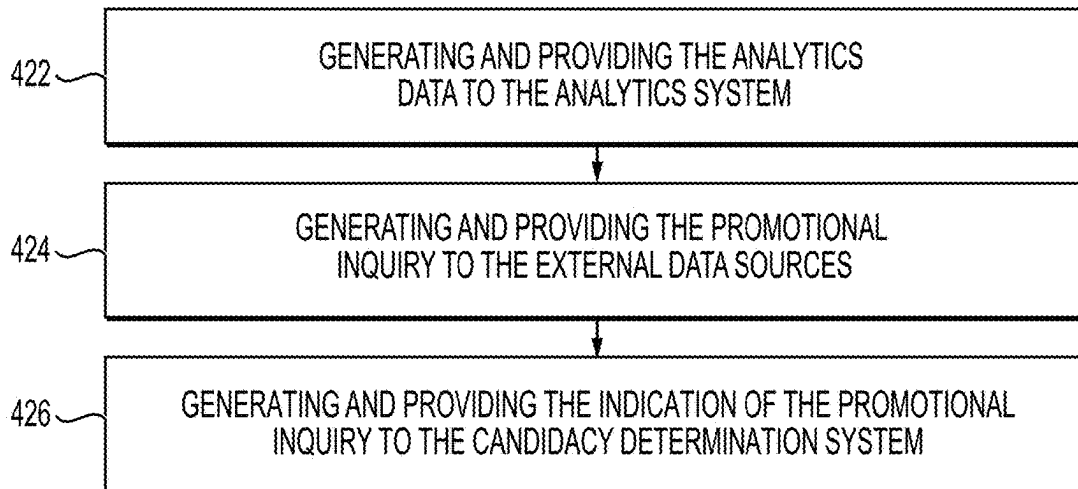 422
GENERATING AND PROVIDING THE ANALYTICS
DATA TO THE ANALYTICS SYSTEM
424
GENERATING AND PROVIDING THE PROMOTIONAL
INQUIRY TO THE EXTERNAL DATA SOURCES
426
GENERATING AND PROVIDING THE INDICATION OF THE PROMOTIONAL
INQUIRY TO THE CANDIDACY DETERMINATION SYSTEM